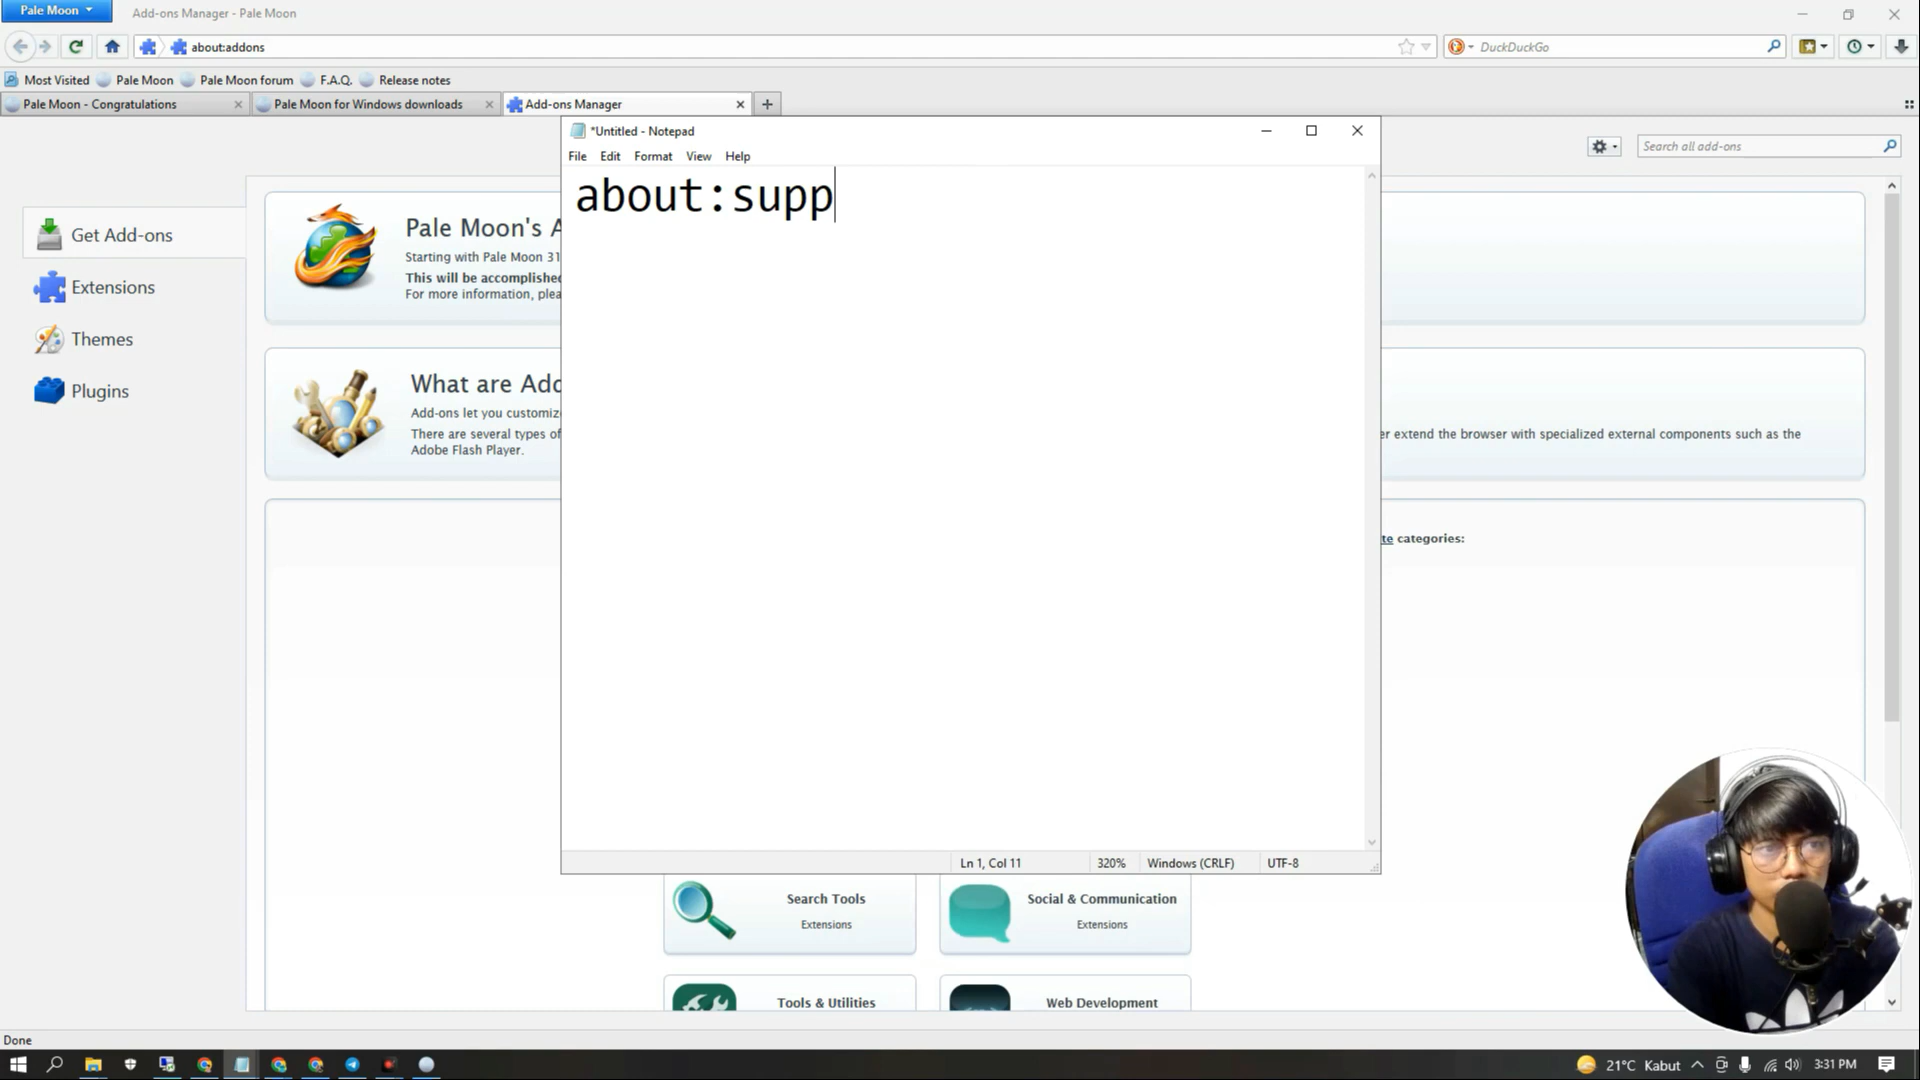 Pale Moon
Add-ons Manager - Pale Moon
about:addons
DuckDuckGo
Most Visited
Pale Moon
Pale Moon forum
F.A.Q.
Release notes
Pale Moon - Congratulations
Pale Moon for Windows downloads
Add-ons Manager
*Untitled - Notepad
File
Edit
Format
View
Help
Search all add-ons
about:supp
Get Add-ons
Extensions
Themes
Plugins
Pale Moon's A
Starting with Pale Moon 31
This will be accomplished
For more information, plea
What are Add
Add-ons let you customiz
There are several types of
er extend the browser with specialized external components such as the
Adobe Flash Player.
te categories:
Ln 1, Col 11
320%
Windows (CRLF)
UTF-8
Search Tools
Extensions
Social & Communication
Extensions
Tools & Utilities
Web Development
Done
21°C Kabut
3:31 PM